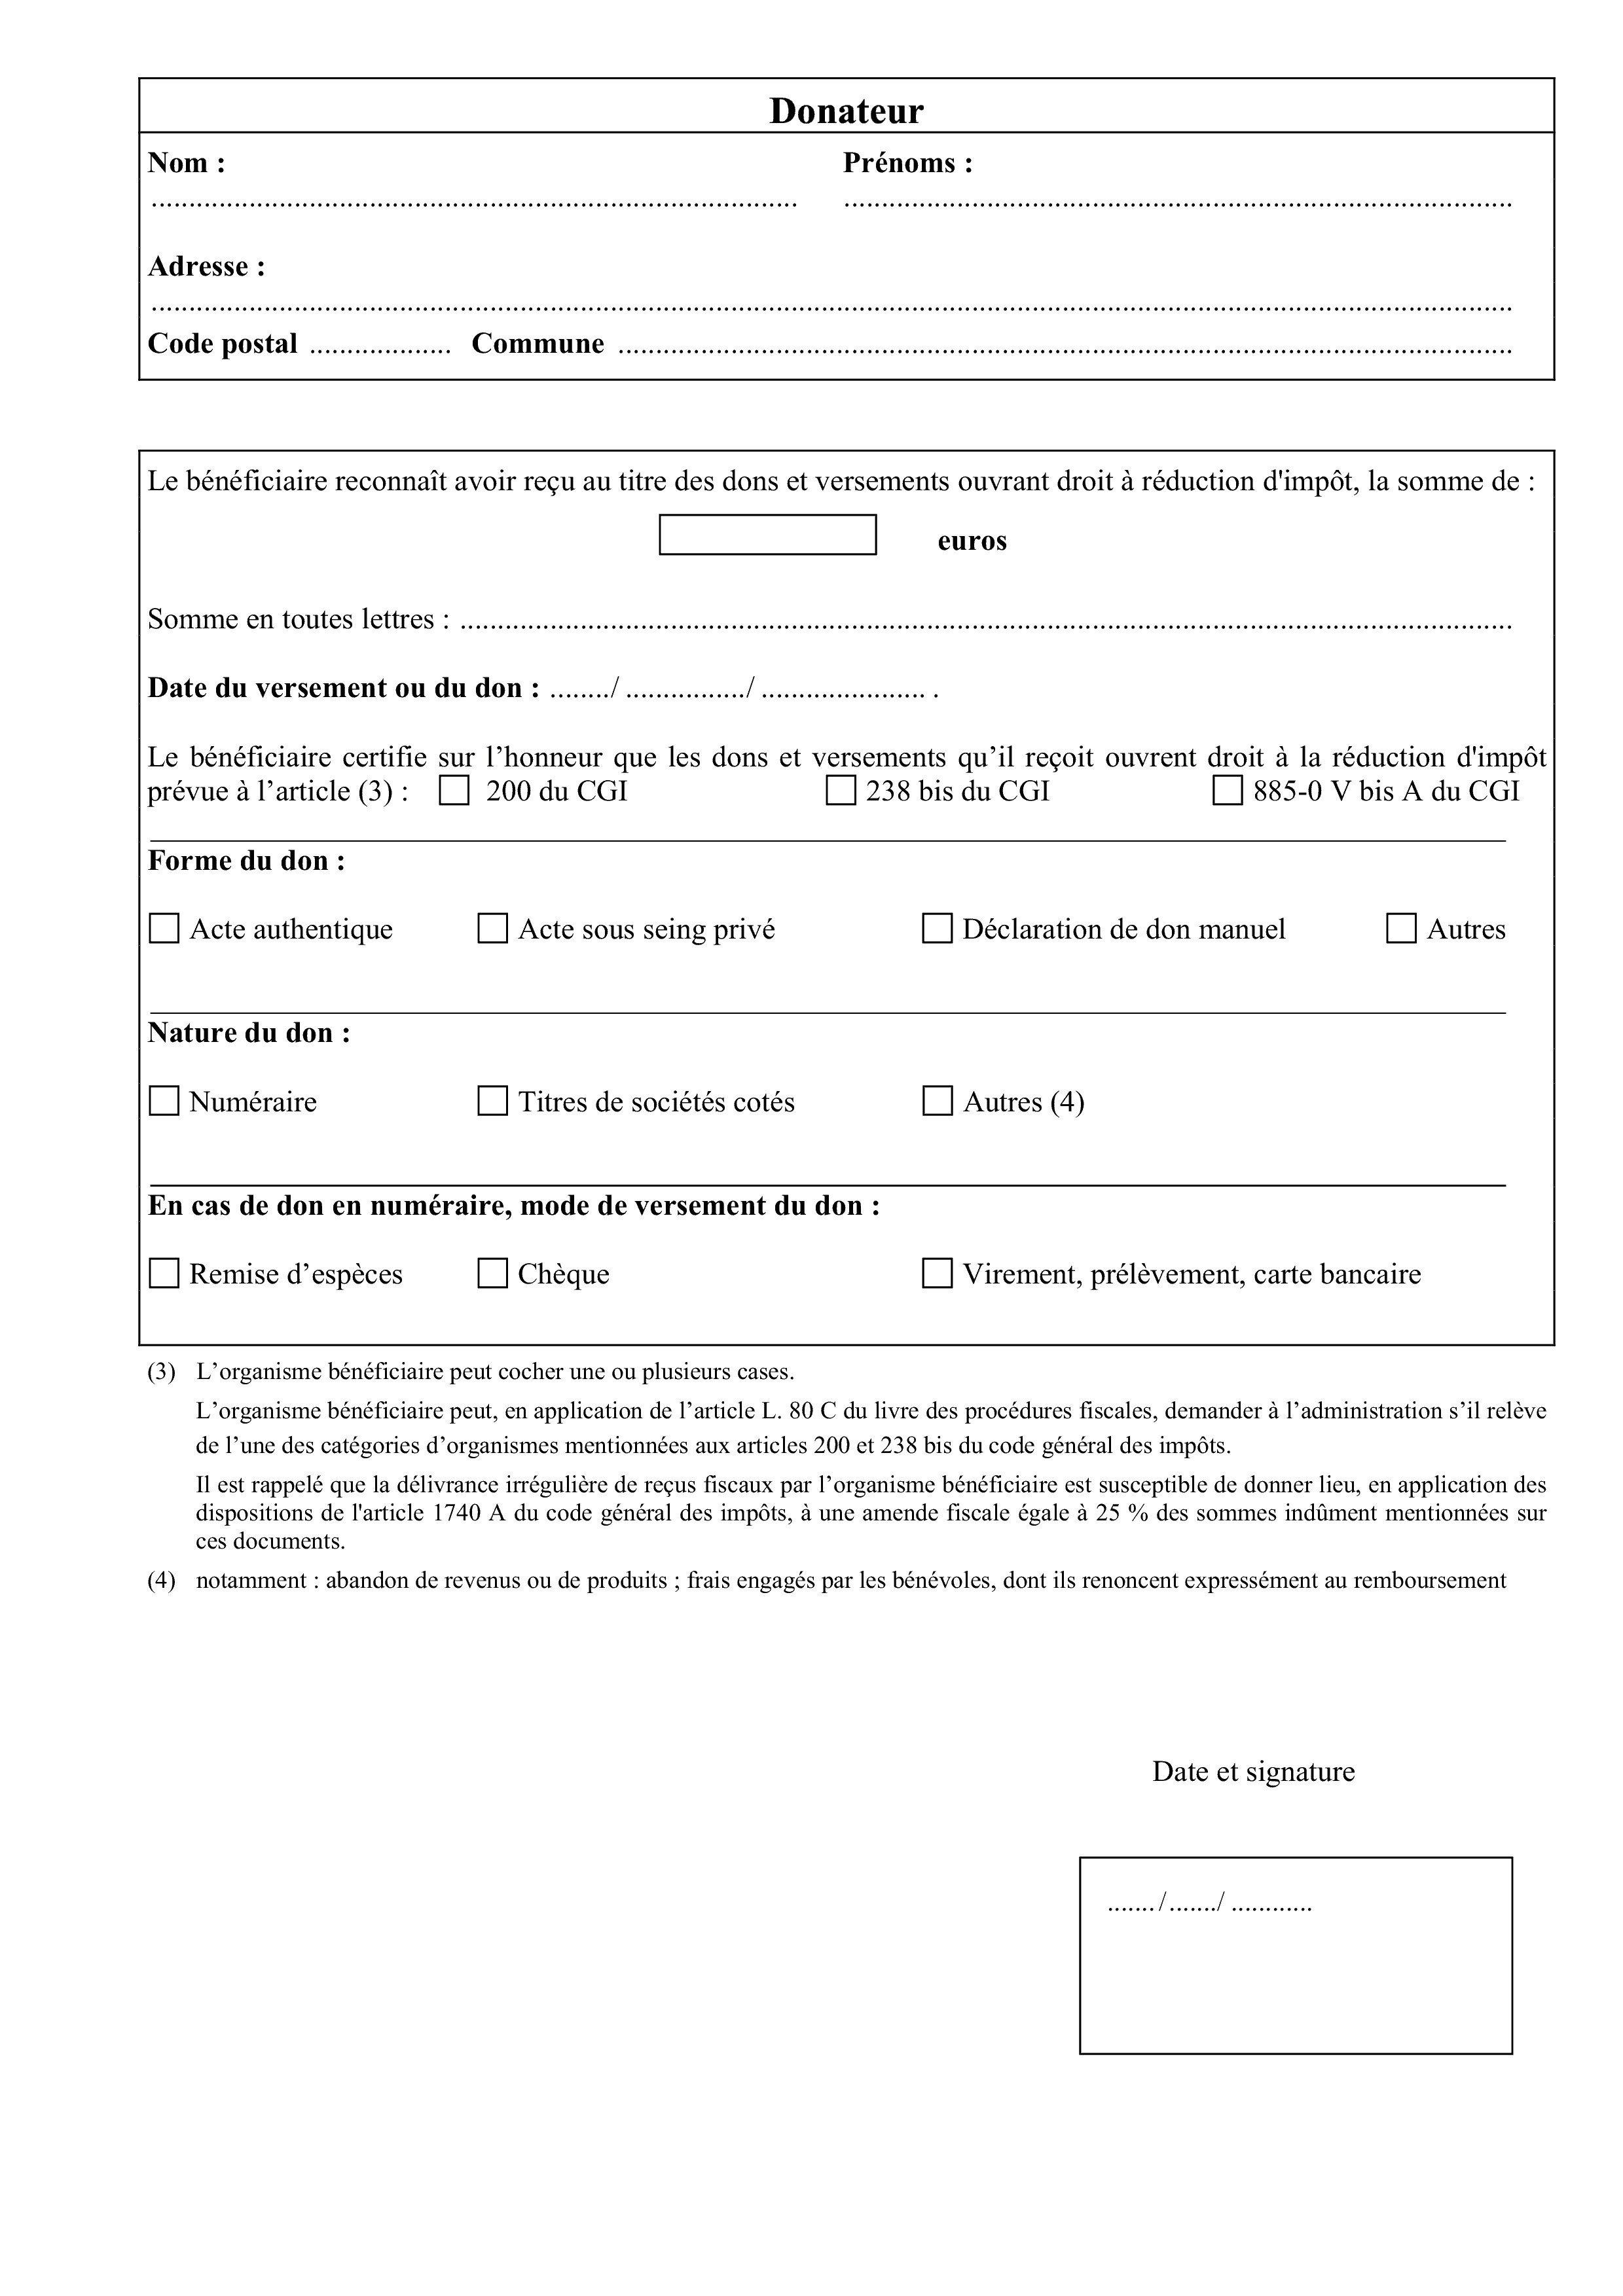 Donateur
Nom : Prénoms :
........................................................................................ ...........................................................................................
Adresse :
.........................................................................................................................................................................................
Code postal ................... Commune ..........................................................................................................................
Le bénéficiaire reconnaît avoir reçu au titre des dons et versements ouvrant droit à réduction d'impôt, la somme de :
euros
Somme en toutes lettres : ...............................................................................................................................................
Date du versement ou du don : ......../ ................/ ...................... .
Le bénéficiaire certifie sur l’honneur que les dons et versements qu’il reçoit ouvrent droit à la réduction d'impôt
prévue à l’article (3) : 200 du CGI 238 bis du CGI 885-0 V bis A du CGI
Forme du don :
Acte authentique Acte sous seing privé Déclaration de don manuel Autres
Nature du don :
Numéraire Titres de sociétés cotés Autres (4)
En cas de don en numéraire, mode de versement du don :
Remise d’espèces Chèque Virement, prélèvement, carte bancaire
(3) L’organisme bénéficiaire peut cocher une ou plusieurs cases.
L’organisme bénéficiaire peut, en application de l’article L. 80 C du livre des procédures fiscales, demander à l’administration s’il relève
de l’une des catégories d’organismes mentionnées aux articles 200 et 238 bis du code général des impôts.
Il est rappelé que la délivrance irrégulière de reçus fiscaux par l’organisme bénéficiaire est susceptible de donner lieu, en application des
dispositions de l'article 1740 A du code général des impôts, à une amende fiscale égale à 25 % des sommes indûment mentionnées sur
ces documents.
(4) notamment : abandon de revenus ou de produits ; frais engagés par les bénévoles, dont ils renoncent expressément au remboursement
Date et signature
....... / ......./ ............